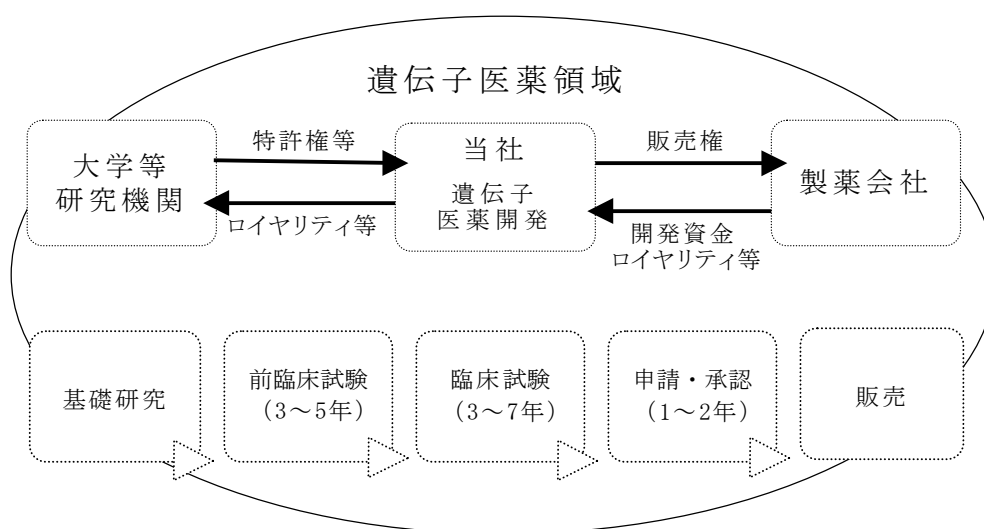 遺伝子医薬領域
大学等
研究機関
特許権等
ロイヤリティ等
当社
遺伝子
医薬開発
販売権
開発資金
ロイヤリティ等
製薬会社
基礎研究
前臨床試験
（3～5年）
臨床試験
（3～7年）
申請・承認
（1～2年）
販売